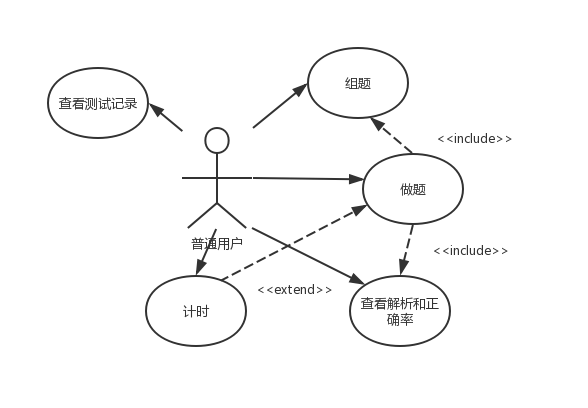 组题
查看测试记录
<<include>>
做题
普通用户
<<include>>
<<extend>>
计时
查看解析和正
确率